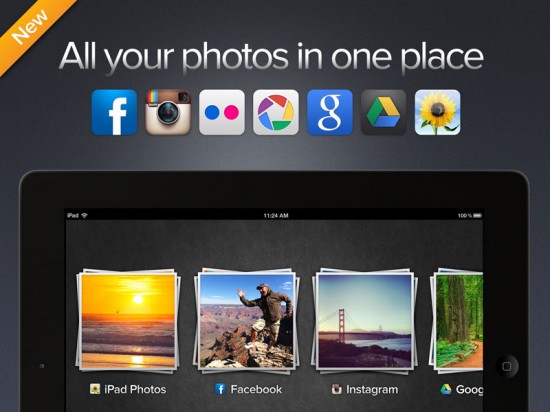 New
All your photos in one place
f
g
iPad
11:24 AM
100%
iPad Photos
Facebook
Instagram
Goog